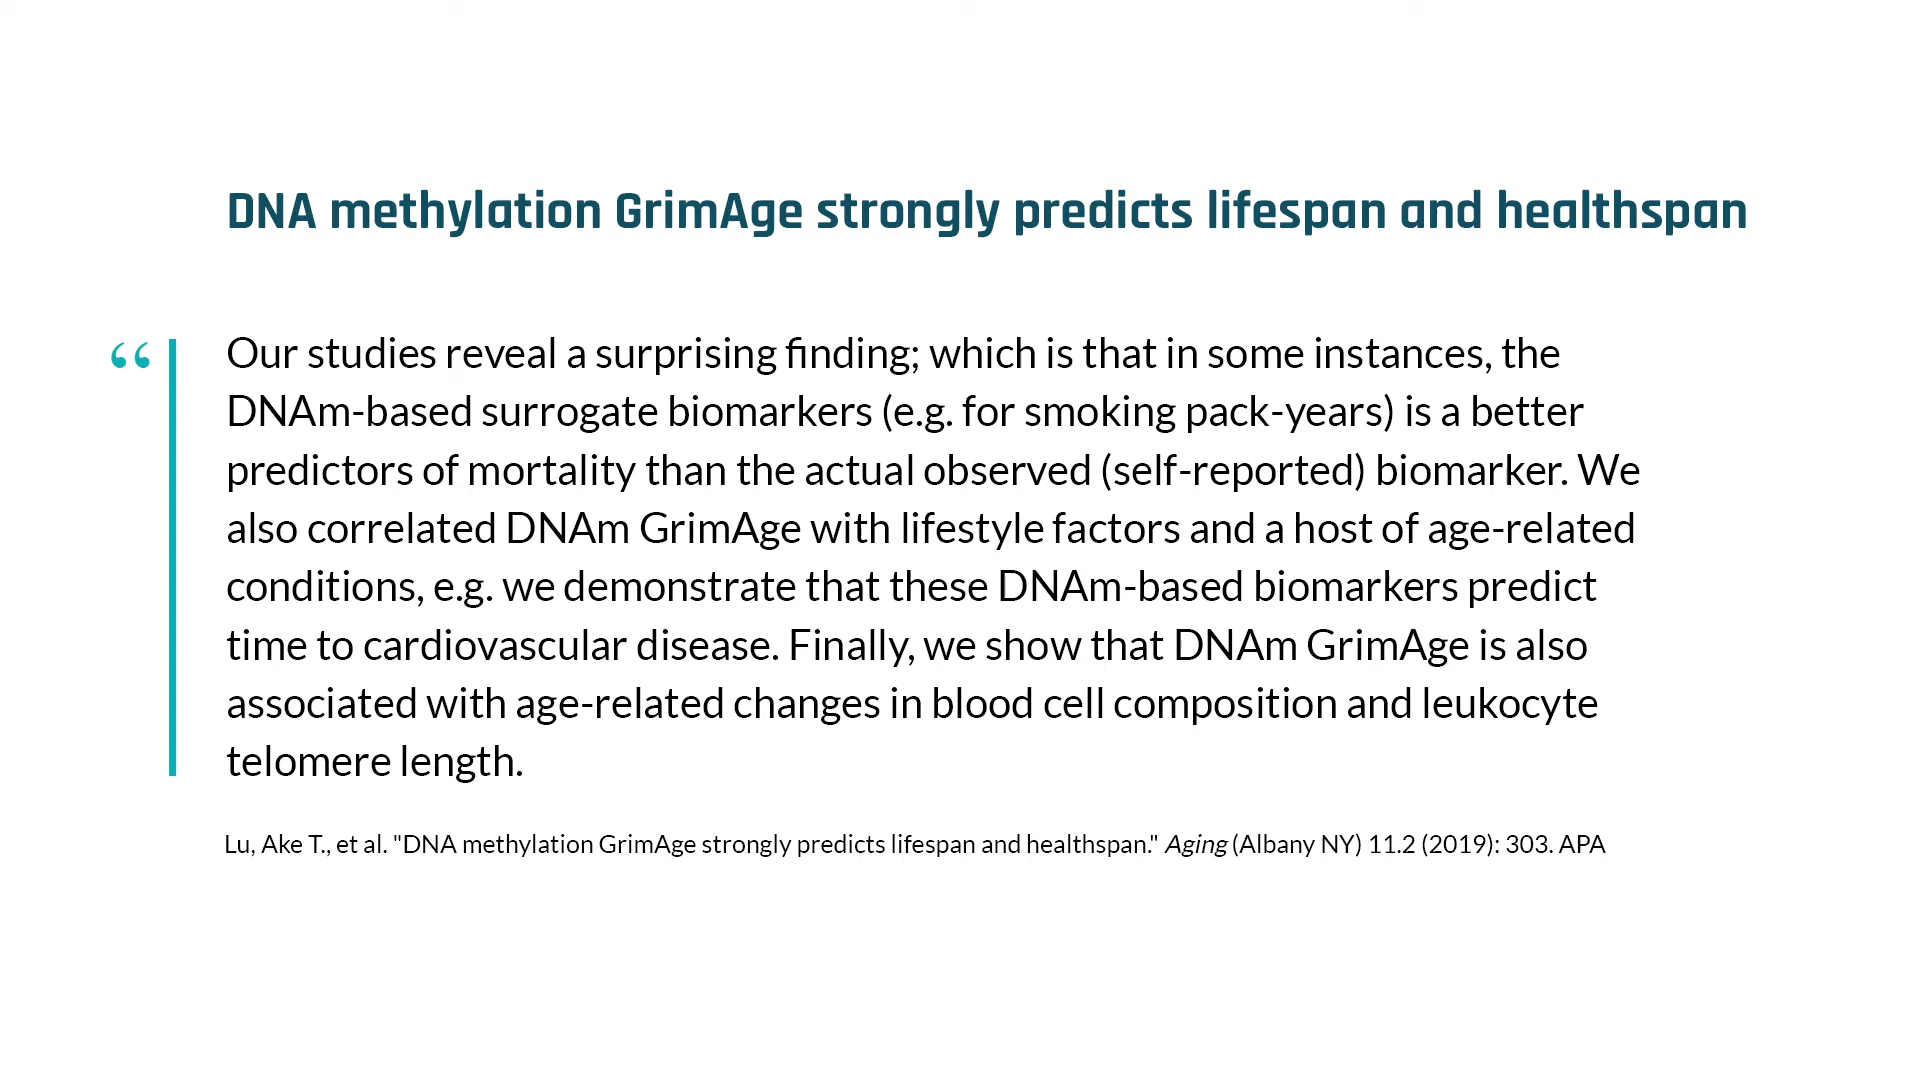 DNA methylation GrimAge strongly predicts lifespan and healthspan
“
Our studies reveal a surprising finding; which is that in some instances, the
DNAm-based surrogate biomarkers (e.g. for smoking pack-years) is a better
predictors of mortality than the actual observed (self-reported) biomarker. We
also correlated DNAm GrimAge with lifestyle factors and a host of age-related
conditions, e.g. we demonstrate that these DNAm-based biomarkers predict
time to cardiovascular disease. Finally, we show that DNAm GrimAge is also
associated with age-related changes in blood cell composition and leukocyte
telomere length.
Lu, Ake T., et al. "DNA methylation GrimAge strongly predicts lifespan and healthspan." Aging (Albany NY) 11.2 (2019): 303. APA